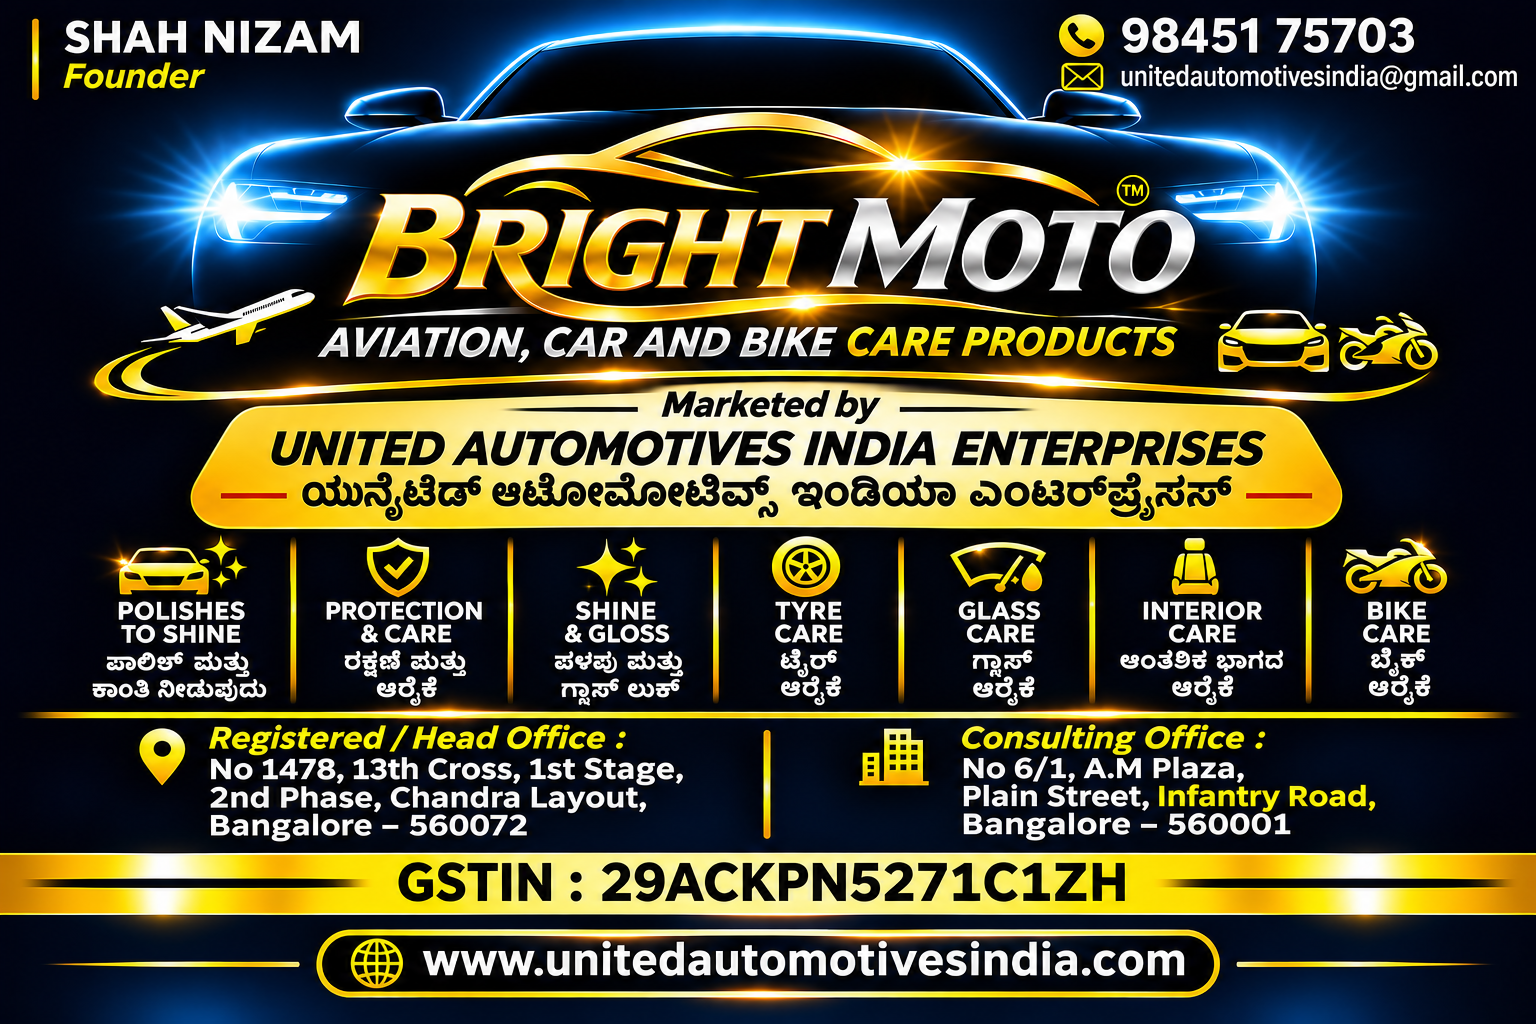 SHAH NIZAM
Founder
98451 75703
unitedautomotivesindia@gmail.com
BRIGHT MOTO ™
AVIATION, CAR AND BIKE CARE PRODUCTS
Marketed by
UNITED AUTOMOTIVES INDIA ENTERPRISES
ಯುನೈಟೆಡ್ ಆಟೋಮೋಟಿವ್ಸ್ ಇಂಡಿಯಾ ಎಂಟರ್‌ಪ್ರೈಸಸ್
POLISHES
TO SHINE
ಪಾಲಿಶ್ ಮತ್ತು
ಕಾಂತಿ ನೀಡುಪುದು
PROTECTION
& CARE
ರಕ್ಷಣೆ ಮತ್ತು
ಆರೈಕೆ
SHINE
& GLOSS
ಪಳಪು ಮತ್ತು
ಗ್ಲಾಸ್ ಲುಕ್
TYRE
CARE
ಟೈರ್
ಆರೈಕೆ
GLASS
CARE
ಗ್ಲಾಸ್
ಆರೈಕೆ
INTERIOR
CARE
ಆಂತರಿಕ ಭಾಗದ
ಆರೈಕೆ
BIKE
CARE
ಬೈಕ್
ಆರೈಕೆ
Registered / Head Office :
No 1478, 13th Cross, 1st Stage,
2nd Phase, Chandra Layout,
Bangalore – 560072
Consulting Office :
No 6/1, A.M Plaza,
Plain Street, Infantry Road,
Bangalore – 560001
GSTIN : 29ACKPN5271C1ZH
www.unitedautomotivesindia.com